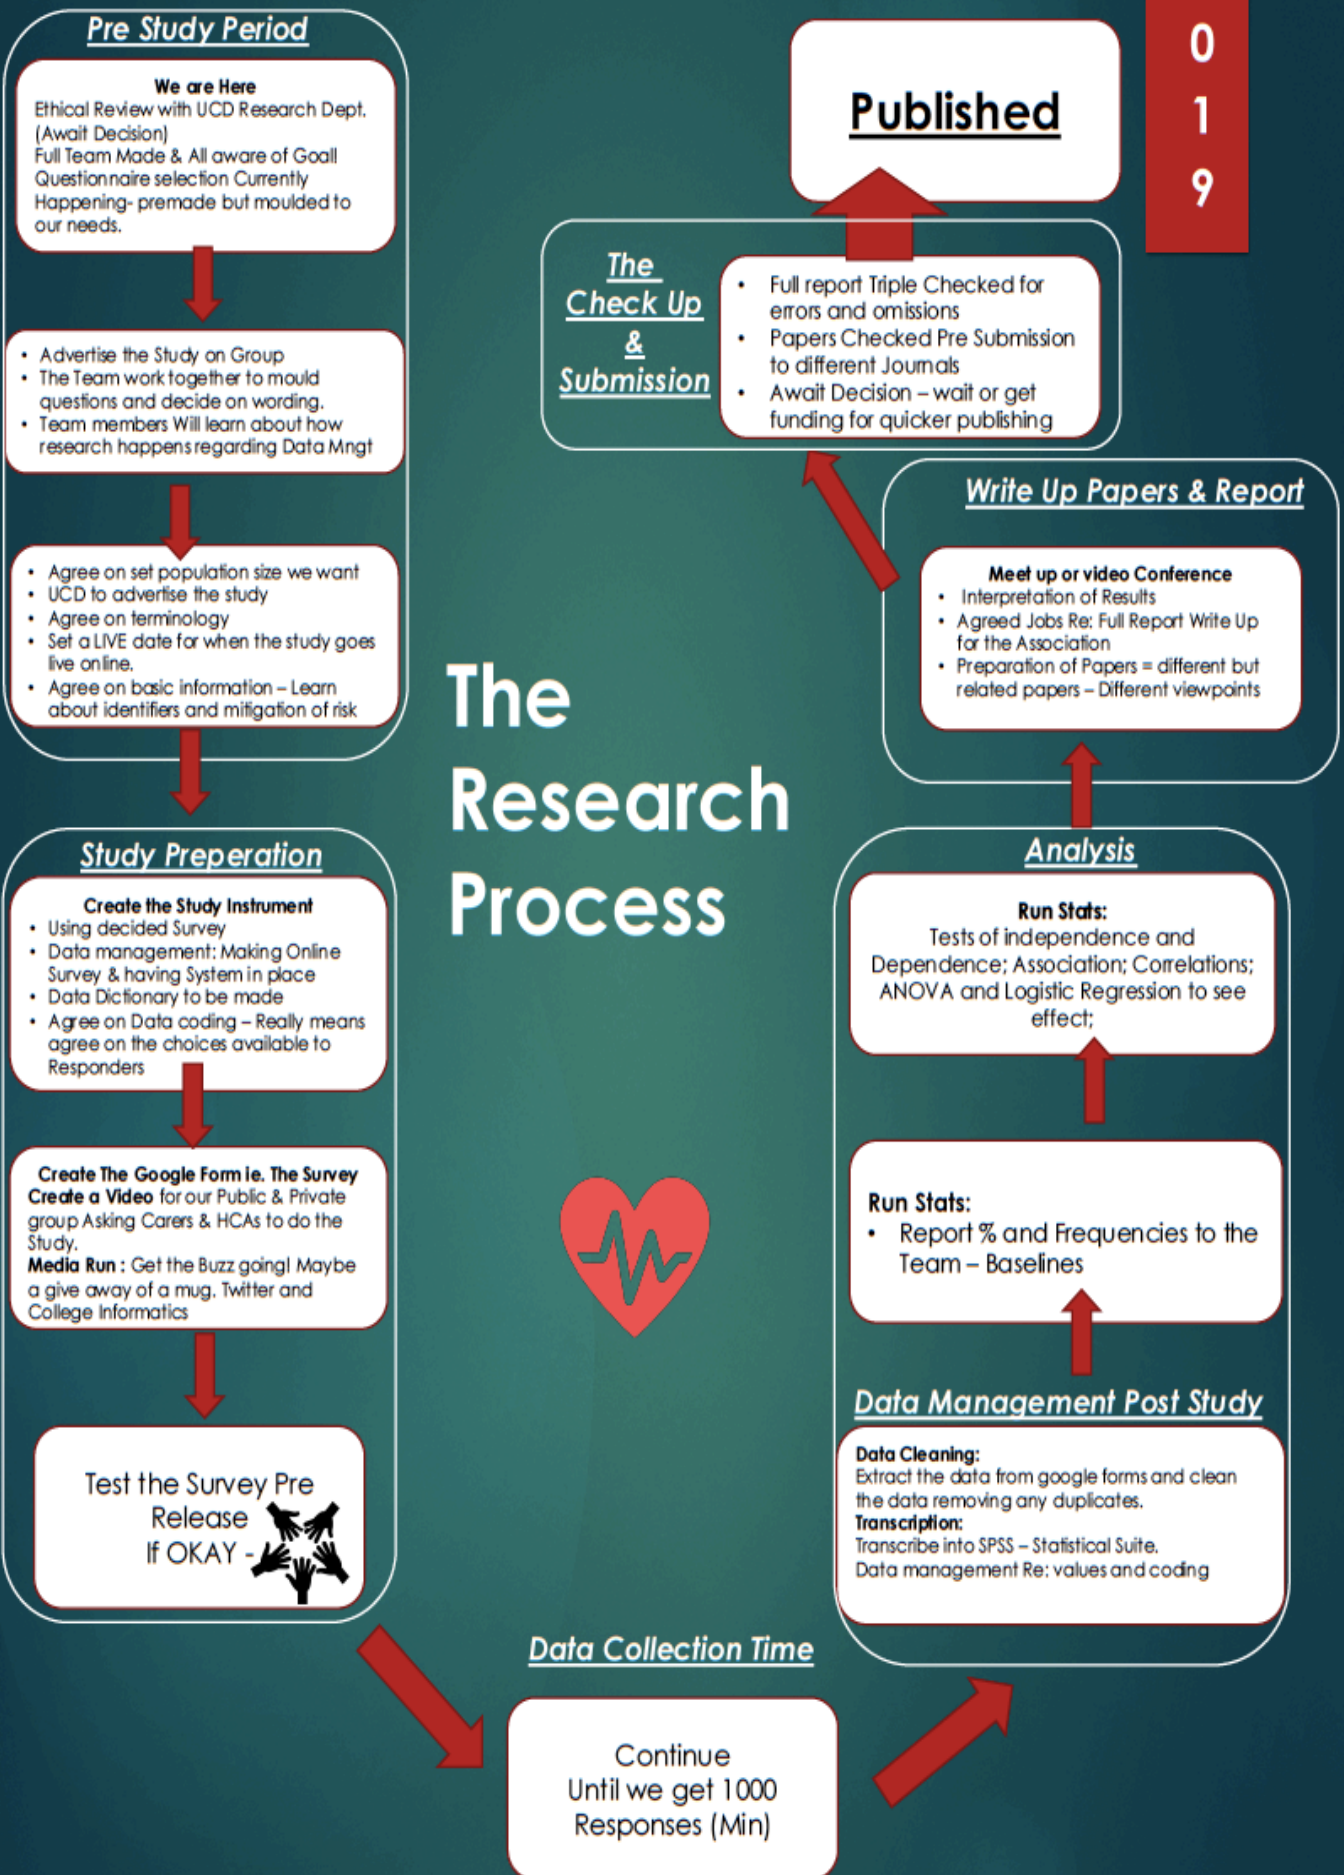 Pre Study Period
We are Here
Ethical Review with UCD Research Dept.
(Await Decision)
Full Team Made & All aware of Goall
Questionnaire selection Currently
Happening- premade but moulded to
our needs.
• Advertise the Study on Group
• The Team work together to mould
questions and decide on wording.
• Team members Will learn about how
research happens regarding Data Mngt
• Agree on set population size we want
• UCD to advertise the study
• Agree on terminology
• Set a LIVE date for when the study goes
live online.
• Agree on basic information – Learn
about identifiers and mitigation of risk
Study Preperation
Create the Study Instrument
• Using decided Survey
• Data management: Making Online
Survey & having System in place
• Data Dictionary to be made
• Agree on Data coding – Really means
agree on the choices available to
Responders
Create The Google Form ie. The Survey
Create a Video for our Public & Private
group Asking Carers & HCAs to do the
Study.
Media Run : Get the Buzz going! Maybe
a give away of a mug. Twitter and
College Informatics
Test the Survey Pre
Release
If OKAY -
The
Research
Process
Data Collection Time
Continue
Until we get 1000
Responses (Min)
Data Management Post Study
Data Cleaning:
Extract the data from google forms and clean
the data removing any duplicates.
Transcription:
Transcribe into SPSS – Statistical Suite.
Data management Re: values and coding
Run Stats:
• Report % and Frequencies to the
Team – Baselines
Analysis
Run Stats:
Tests of independence and
Dependence; Association; Correlations;
ANOVA and Logistic Regression to see
effect;
Write Up Papers & Report
Meet up or video Conference
• Interpretation of Results
• Agreed Jobs Re: Full Report Write Up
for the Association
• Preparation of Papers = different but
related papers – Different viewpoints
The
Check Up
&
Submission
• Full report Triple Checked for
errors and omissions
• Papers Checked Pre Submission
to different Journals
• Await Decision – wait or get
funding for quicker publishing
Published
0
1
9